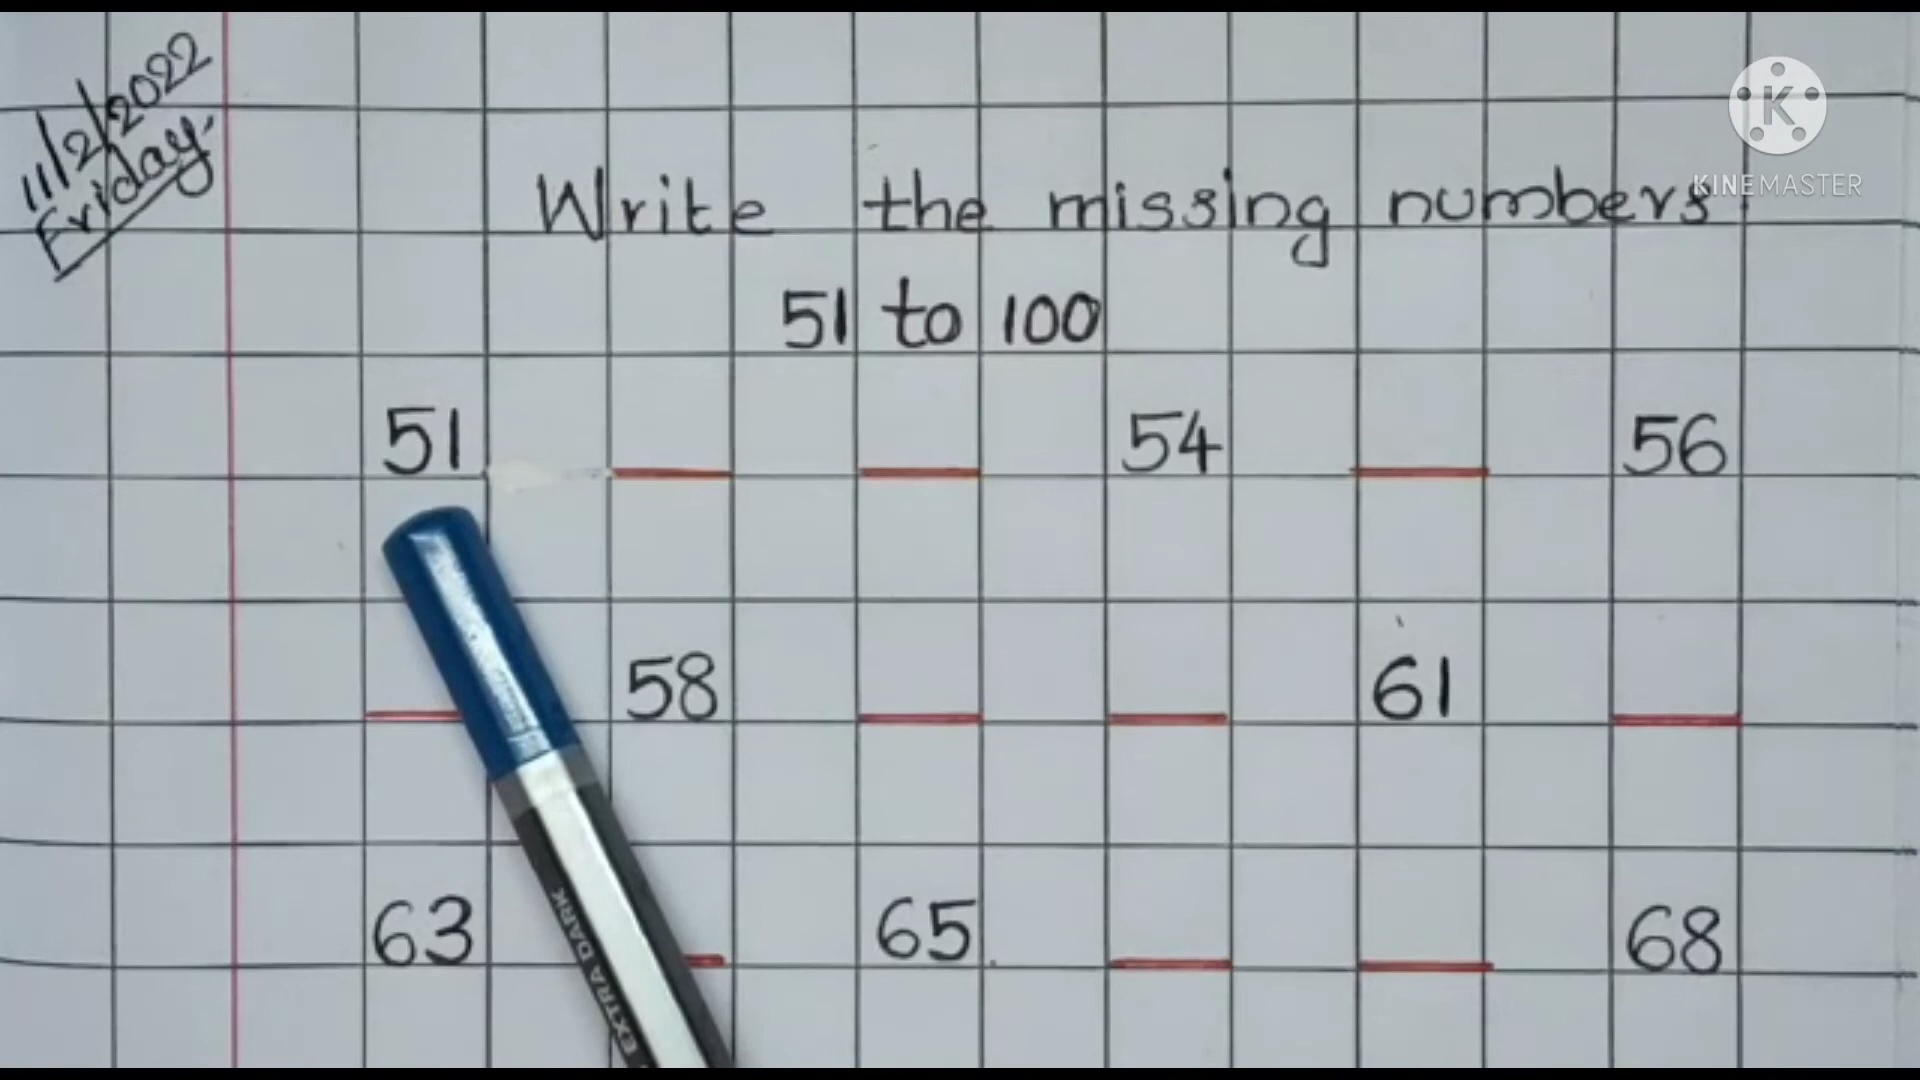 11/2/2022
Friday.
K
KINEMASTER
Write the missing numbers.
51 to 100
51 54 56
58 61
63 65 68
EXTRA DARK